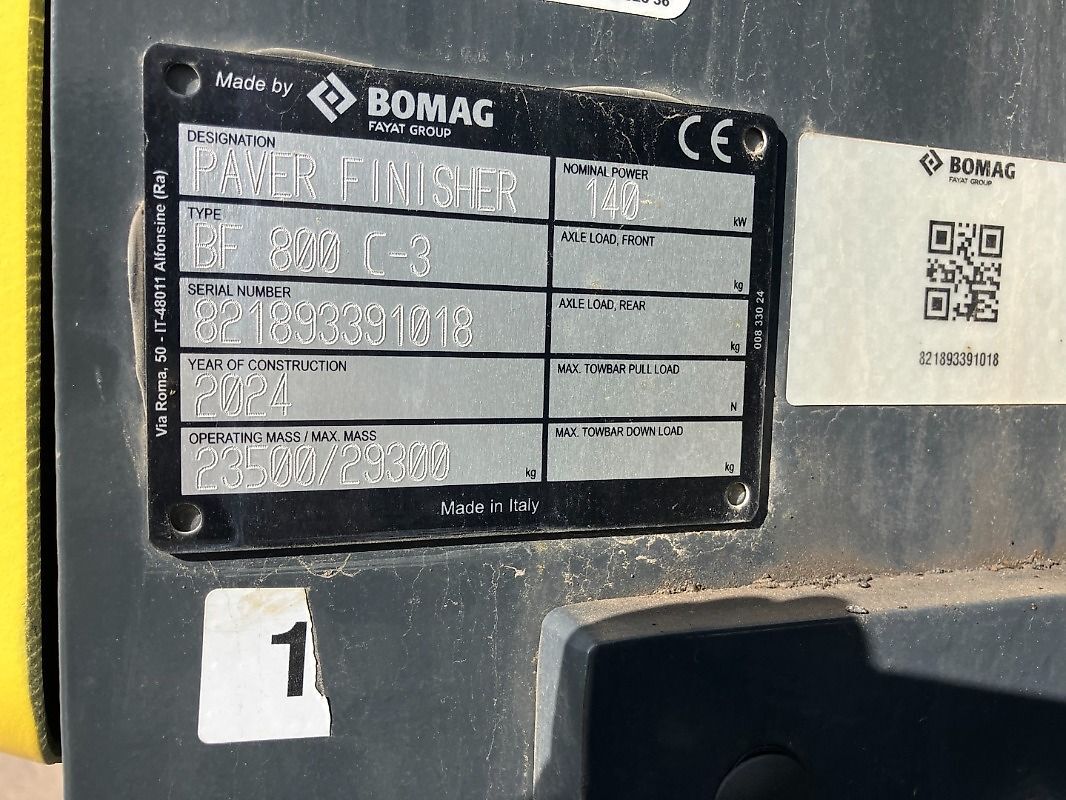 Made by BOMAG
FAYAT GROUP
CE
DESIGNATION
PAVER FINISHER
NOMINAL POWER
140
kW
TYPE
BF 800 C-3
AXLE LOAD, FRONT
kg
SERIAL NUMBER
821893391018
AXLE LOAD, REAR
kg
YEAR OF CONSTRUCTION
2024
MAX. TOWBAR PULL LOAD
N
OPERATING MASS / MAX. MASS
23500/29300
kg
MAX. TOWBAR DOWN LOAD
kg
Made in Italy
Via Roma, 50 - IT-48011 Alfonsine (Ra)
008 330 24
BOMAG
FAYAT GROUP
821893391018
1